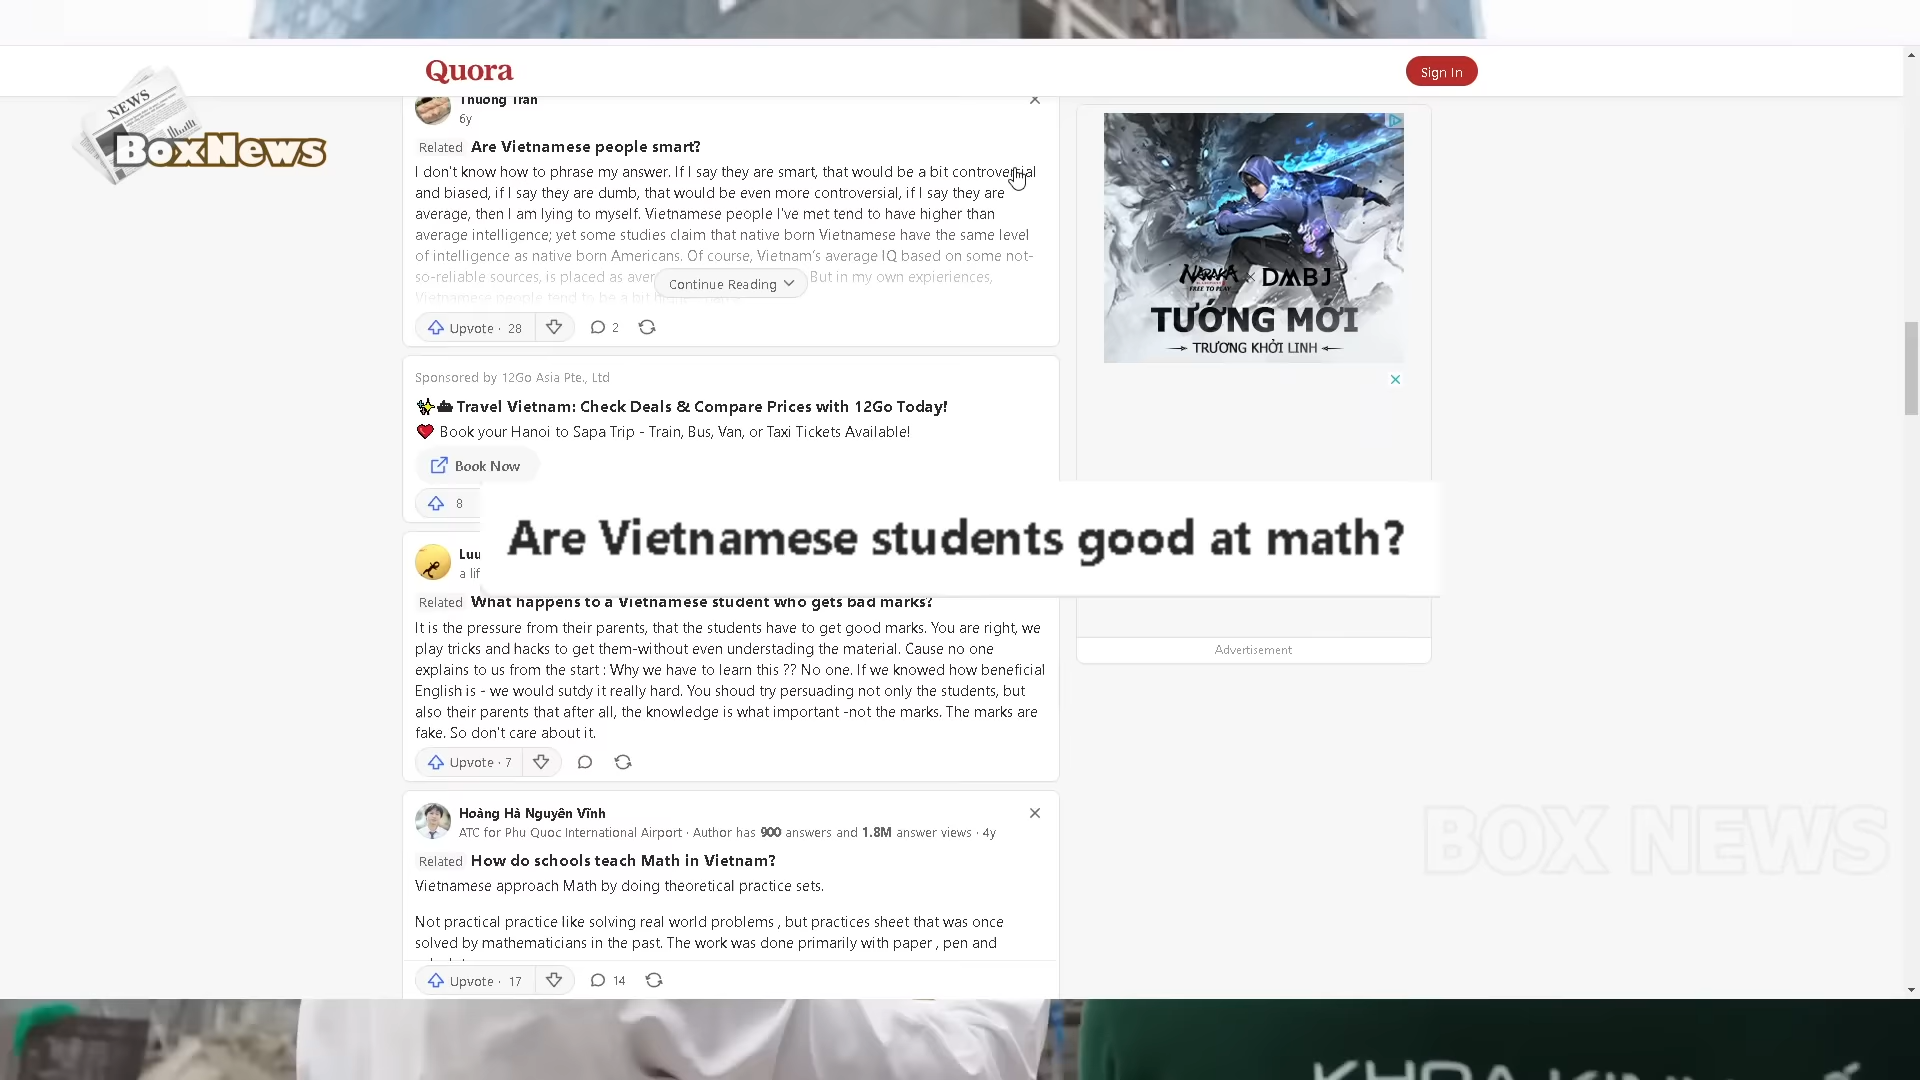 Quora
Sign In
NEWS
BoxNews
Thuong Tran
6y
Related Are Vietnamese people smart?
I don't know how to phrase my answer. If I say they are smart, that would be a bit controversial
and biased, if I say they are dumb, that would be even more controversial, if I say they are
average, then I am lying to myself. Vietnamese people I've met tend to have higher than
average intelligence; yet some studies claim that native born Vietnamese have the same level
of intelligence as native born Americans. Of course, Vietnam's average IQ based on some not-
so-reliable sources, is placed as But in my own expieriences,
Vietnamese people tend to be a bit
Continue Reading
Upvote · 28
2
NARAKA
FREE TO PLAY
× DMBJ
TƯỚNG MỚI
TRƯƠNG KHỞI LINH
Sponsored by 12Go Asia Pte., Ltd
Travel Vietnam: Check Deals & Compare Prices with 12Go Today!
Book your Hanoi to Sapa Trip - Train, Bus, Van, or Taxi Tickets Available!
Book Now
8
Are Vietnamese students good at math?
Luu
a lif
Related What happens to a Vietnamese student who gets bad marks?
It is the pressure from their parents, that the students have to get good marks. You are right, we
play tricks and hacks to get them-without even understading the material. Cause no one
explains to us from the start : Why we have to learn this ?? No one. If we knowed how beneficial
English is - we would sutdy it really hard. You shoud try persuading not only the students, but
also their parents that after all, the knowledge is what important -not the marks. The marks are
fake. So don't care about it.
Upvote · 7
Advertisement
Hoàng Hà Nguyên Vĩnh
ATC for Phu Quoc International Airport · Author has 900 answers and 1.8M answer views · 4y
Related How do schools teach Math in Vietnam?
Vietnamese approach Math by doing theoretical practice sets.
Not practical practice like solving real world problems , but practices sheet that was once
solved by mathematicians in the past. The work was done primarily with paper , pen and
Upvote · 17
14
BOX NEWS
KHOA